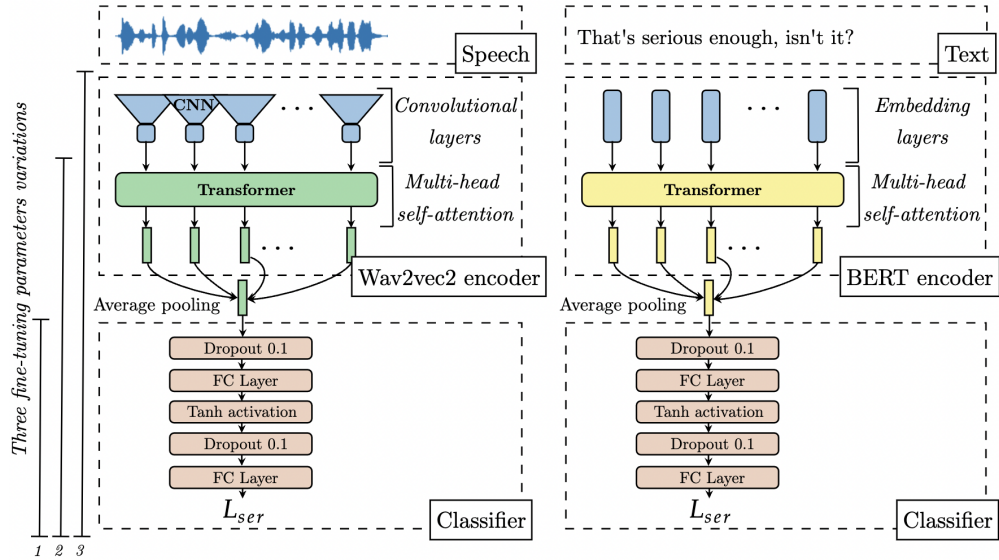 Three fine-tuning parameters variations
1 2 3
Speech
CNN
. . .
Convolutional
layers
Transformer
Multi-head
self-attention
. . .
Wav2vec2 encoder
Average pooling
Dropout 0.1
FC Layer
Tanh activation
Dropout 0.1
FC Layer
Lser
Classifier
That's serious enough, isn't it?
Text
. . .
Embedding
layers
Transformer
Multi-head
self-attention
. . .
BERT encoder
Average pooling
Dropout 0.1
FC Layer
Tanh activation
Dropout 0.1
FC Layer
Lser
Classifier